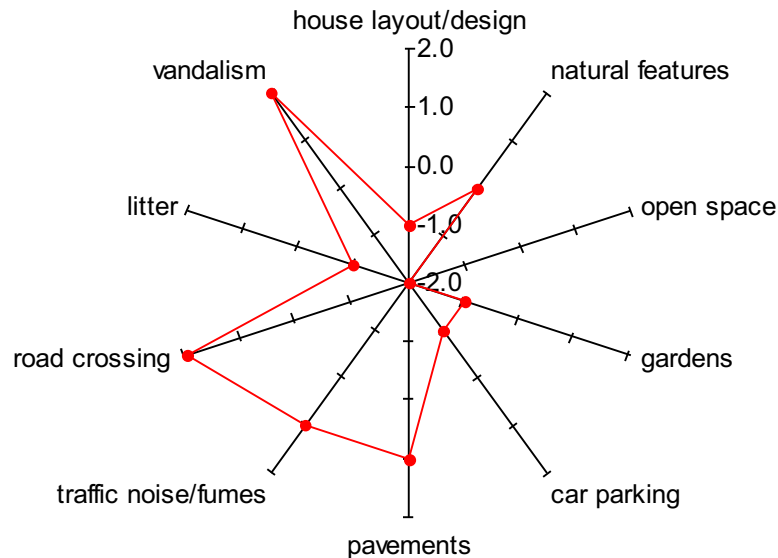 house layout/design
2.0
vandalism
natural features
1.0
0.0
litter
open space
-1.0
-2.0
road crossing
gardens
traffic noise/fumes
car parking
pavements